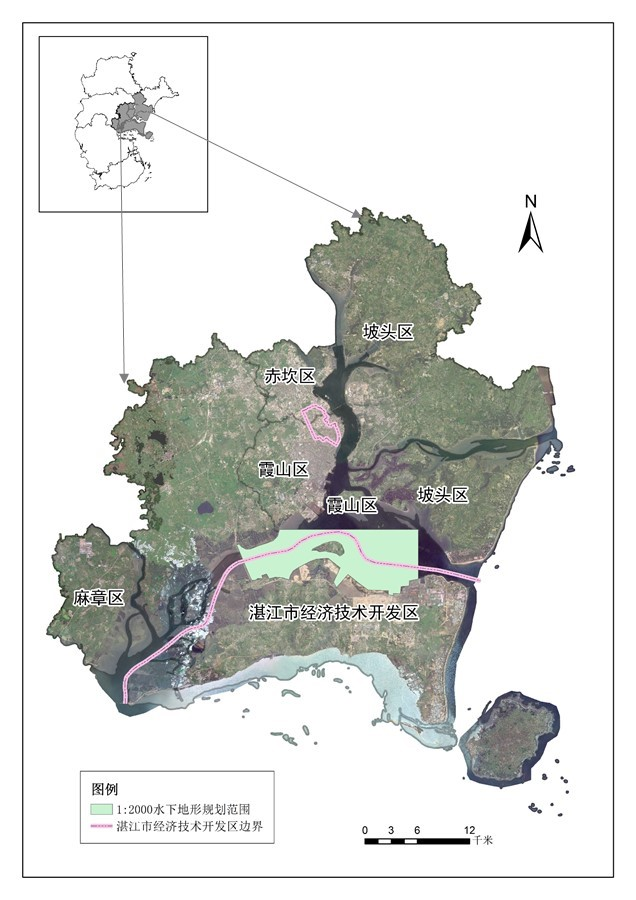 N
坡头区
赤坎区
霞山区
霞山区
坡头区
麻章区
湛江市经济技术开发区
图例
1:2000水下地形规划范围
湛江市经济技术开发区边界
0 3 6 12
千米